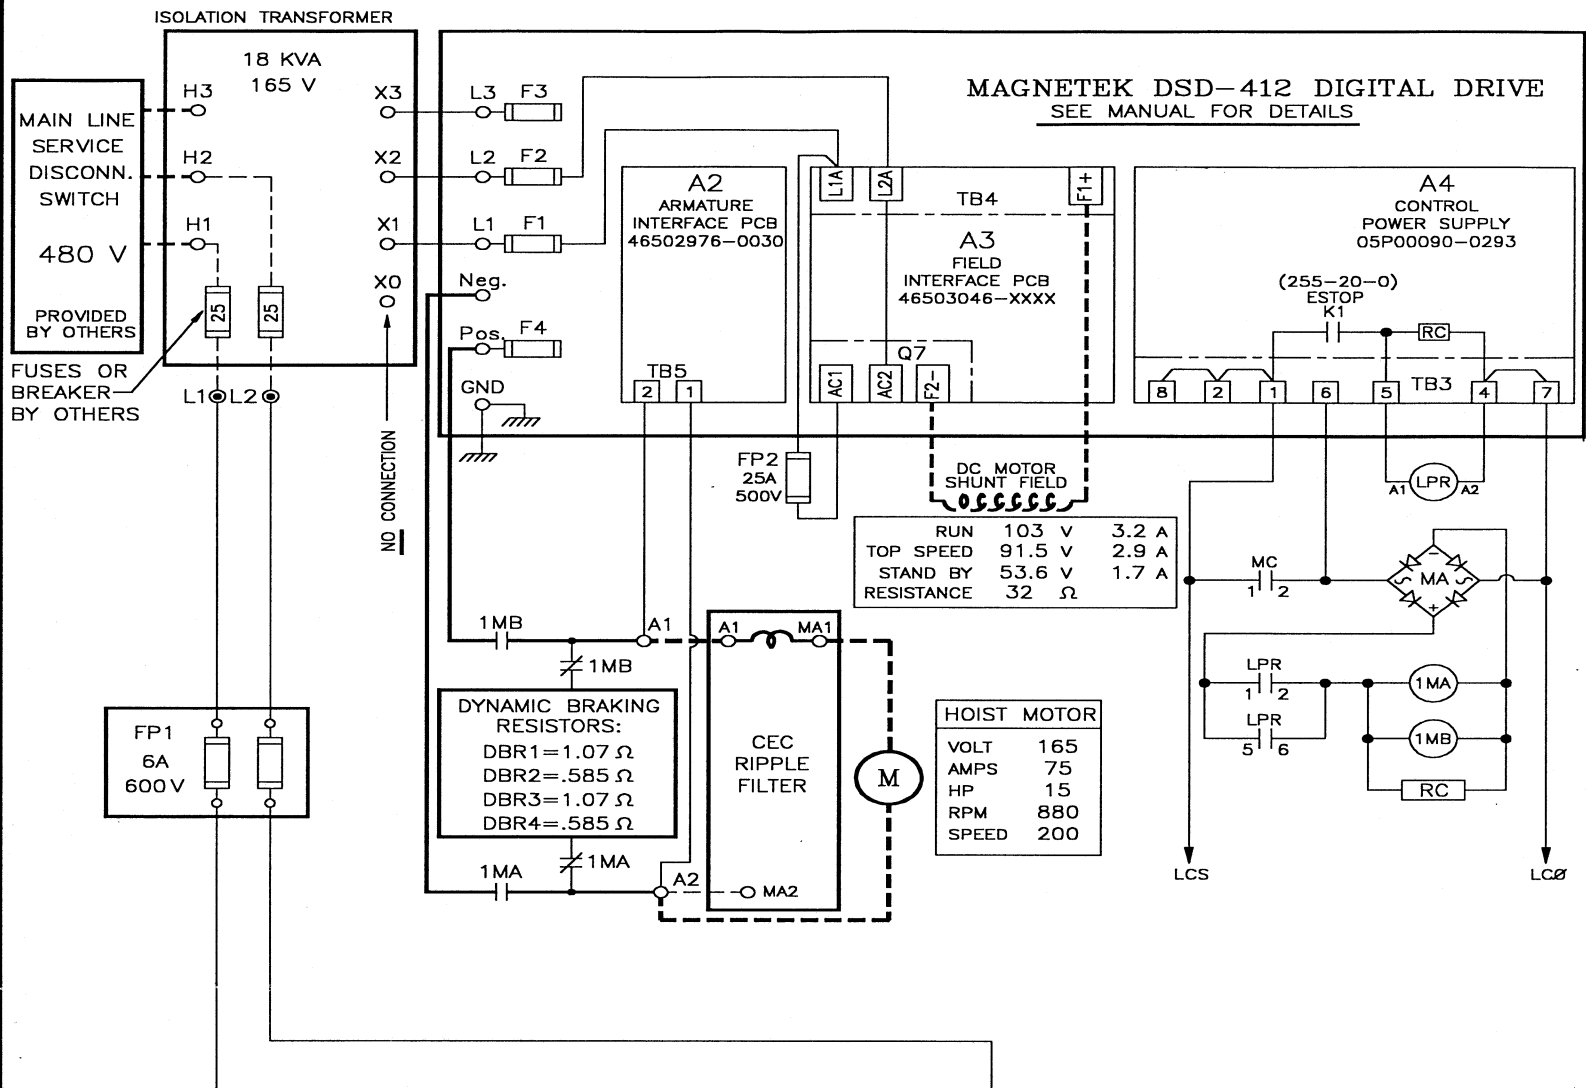 ISOLATION TRANSFORMER
18 KVA
165 V
H3
H2
H1
X3
X2
X1
X0
MAIN LINE
SERVICE
DISCONN.
SWITCH
480 V
PROVIDED
BY OTHERS
25
25
FUSES OR
BREAKER
BY OTHERS
L1
L2
NO CONNECTION
FP1
6A
600V
MAGNETEK DSD-412 DIGITAL DRIVE
SEE MANUAL FOR DETAILS
L3
F3
L2
F2
L1
F1
Neg.
Pos.
F4
GND
A2
ARMATURE
INTERFACE PCB
46502976-0030
TB5
2
1
L1A
L2A
F1+
TB4
A3
FIELD
INTERFACE PCB
46503046-XXXX
Q7
AC1
AC2
F2-
A4
CONTROL
POWER SUPPLY
05P00090-0293
(255-20-0)
ESTOP
K1
RC
TB3
8
2
1
6
5
4
7
FP2
25A
500V
DC MOTOR
SHUNT FIELD
RUN 103 V 3.2 A
TOP SPEED 91.5 V 2.9 A
STAND BY 53.6 V 1.7 A
RESISTANCE 32 Ω
A1 LPR A2
MC
1 2
MA
LPR
1 2
LPR
5 6
1MA
1MB
RC
LCS
LCØ
1MB
A1
A1
MA1
1MB
DYNAMIC BRAKING
RESISTORS:
DBR1=1.07 Ω
DBR2=.585 Ω
DBR3=1.07 Ω
DBR4=.585 Ω
1MA
1MA
A2
MA2
CEC
RIPPLE
FILTER
M
HOIST MOTOR
VOLT 165
AMPS 75
HP 15
RPM 880
SPEED 200